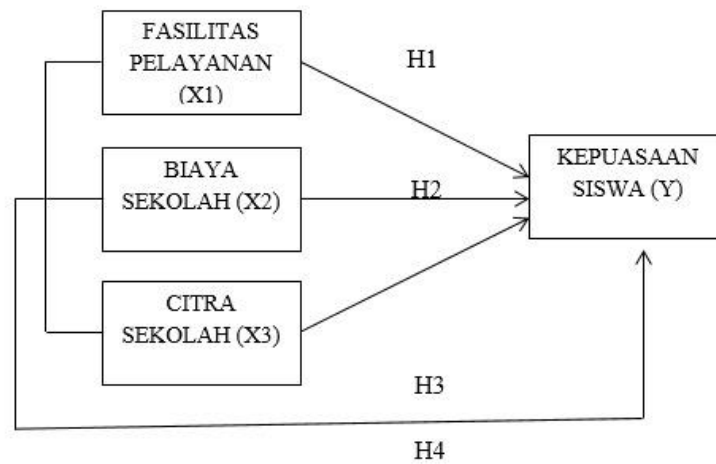 FASILITAS
PELAYANAN
(X1)
H1
KEPUASAAN
SISWA (Y)
BIAYA
SEKOLAH (X2)
H2
CITRA
SEKOLAH (X3)
H3
H4